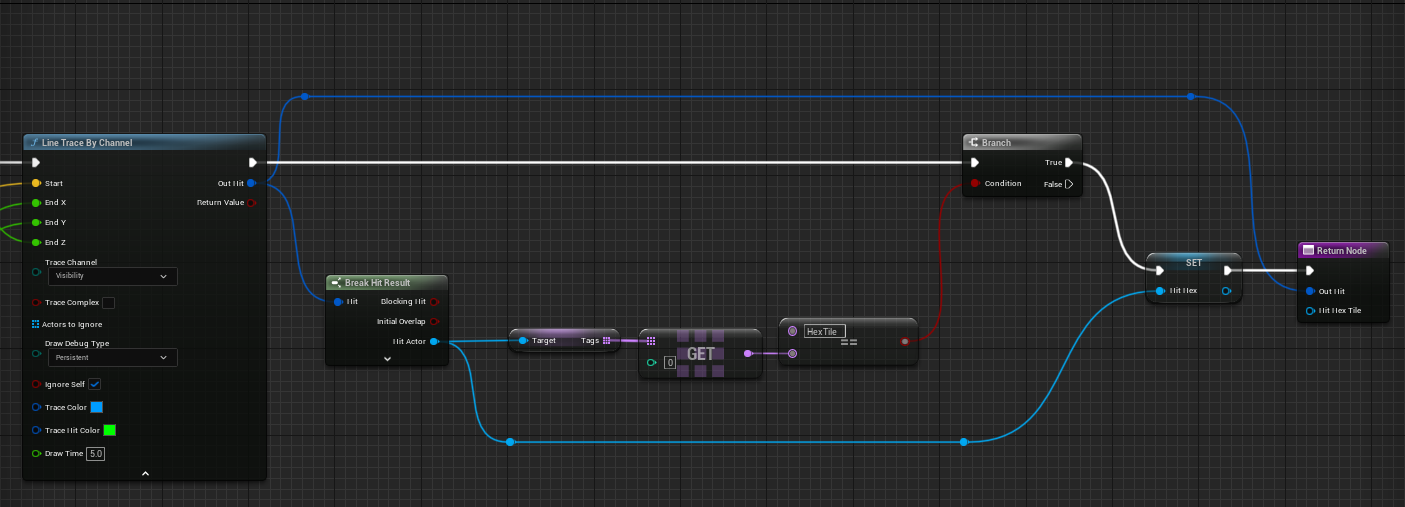 Line Trace By Channel
Start
Out Hit
End X
Return Value
End Y
End Z
Trace Channel
Visibility
Trace Complex
Actors to Ignore
Draw Debug Type
Persistent
Ignore Self
Trace Color
Trace Hit Color
Draw Time 5.0
Break Hit Result
Hit
Blocking Hit
Initial Overlap
Hit Actor
Target Tags
GET
0
HexTile
==
Branch
True
Condition
False
SET
Hit Hex
Return Node
Out Hit
Hit Hex Tile